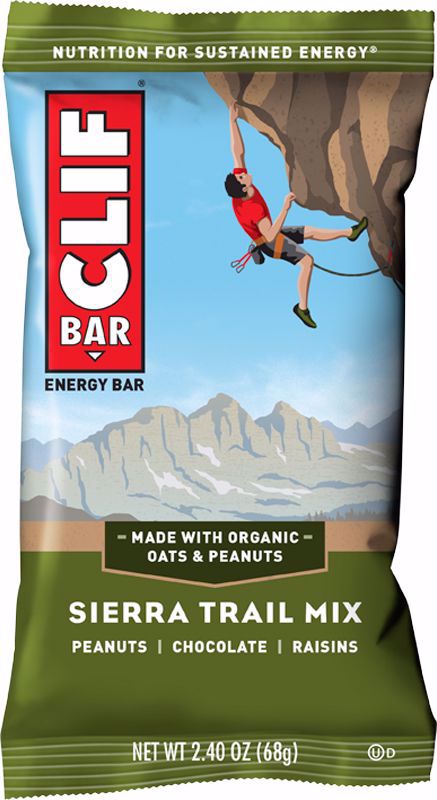 NUTRITION FOR SUSTAINED ENERGY®
CLIF®
BAR
ENERGY BAR
- MADE WITH ORGANIC -
OATS & PEANUTS
SIERRA TRAIL MIX
PEANUTS | CHOCOLATE | RAISINS
NET WT 2.40 OZ (68g)
Ⓤ D